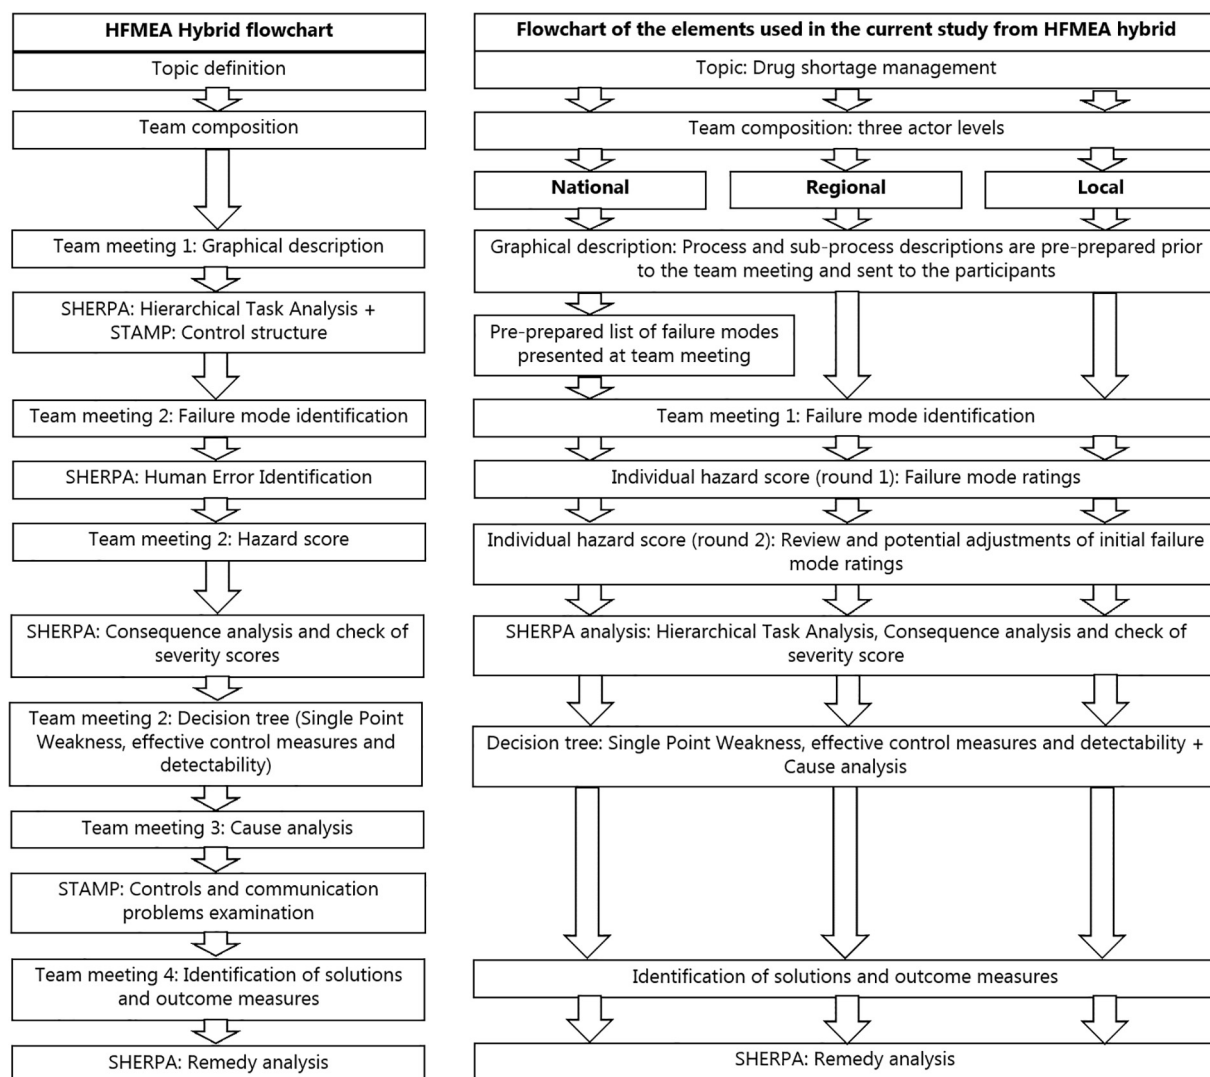 HFMEA Hybrid flowchart
Topic definition
Team composition
Team meeting 1: Graphical description
SHERPA: Hierarchical Task Analysis +
STAMP: Control structure
Team meeting 2: Failure mode identification
SHERPA: Human Error Identification
Team meeting 2: Hazard score
SHERPA: Consequence analysis and check of
severity scores
Team meeting 2: Decision tree (Single Point
Weakness, effective control measures and
detectability)
Team meeting 3: Cause analysis
STAMP: Controls and communication
problems examination
Team meeting 4: Identification of solutions
and outcome measures
SHERPA: Remedy analysis
Flowchart of the elements used in the current study from HFMEA hybrid
Topic: Drug shortage management
Team composition: three actor levels
National
Regional
Local
Graphical description: Process and sub-process descriptions are pre-prepared prior
to the team meeting and sent to the participants
Pre-prepared list of failure modes
presented at team meeting
Team meeting 1: Failure mode identification
Individual hazard score (round 1): Failure mode ratings
Individual hazard score (round 2): Review and potential adjustments of initial failure
mode ratings
SHERPA analysis: Hierarchical Task Analysis, Consequence analysis and check of
severity score
Decision tree: Single Point Weakness, effective control measures and detectability +
Cause analysis
Identification of solutions and outcome measures
SHERPA: Remedy analysis